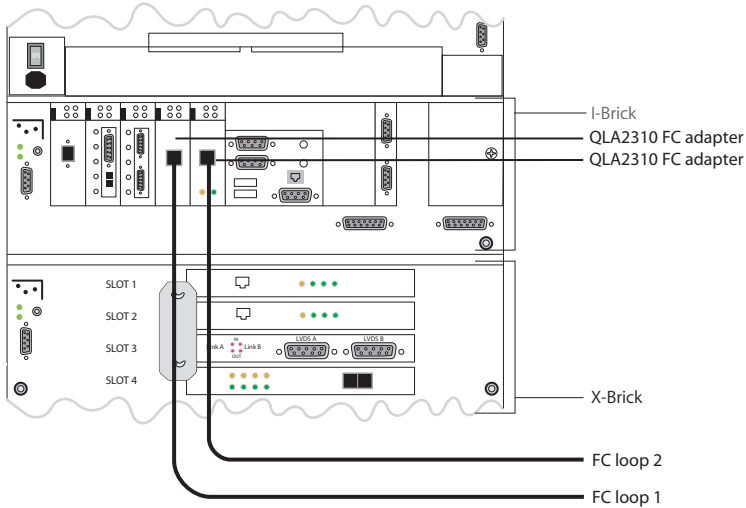 I-Brick
QLA2310 FC adapter
QLA2310 FC adapter
SLOT 1
SLOT 2
SLOT 3
IN
Link A
Link B
OUT
LVDS A
LVDS B
SLOT 4
X-Brick
FC loop 2
FC loop 1